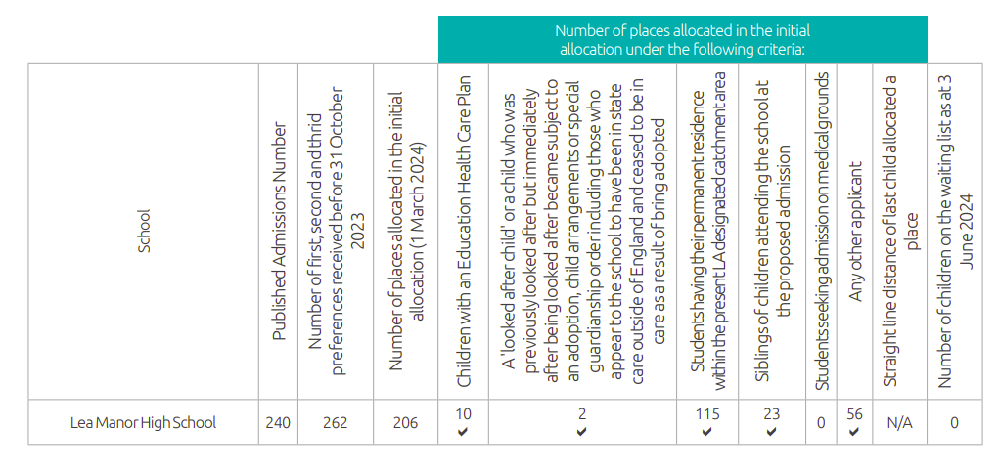 Number of places allocated in the initial
allocation under the following criteria:
School
Published Admissions Number
Number of first, second and thrid
preferences received before 31 October
2023
Number of places allocated in the initial
allocation (1 March 2024)
Children with an Education Health Care Plan
A 'looked after child' or a child who was
previously looked after but immediately
after being looked after became subject to
an adoption, child arrangements or special
guardianship order including those who
appear to the school to have been in state
care outside of England and ceased to be in
care as a result of bring adopted
Students having their permanent residence
within the present LA designated catchment area
Siblings of children attending the school at
the proposed admission
Students seeking admission on medical grounds
Any other applicant
Straight line distance of last child allocated a
place
Number of children on the waiting list as at 3
June 2024
Lea Manor High School 240 262 206 10 2 115 23 0 56 N/A 0